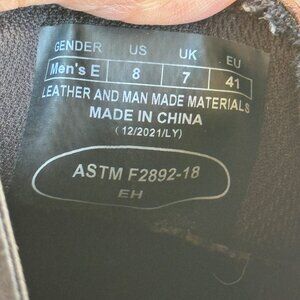 GENDER US UK EU
Men's E 8 7 41
LEATHER AND MAN MADE MATERIALS
MADE IN CHINA
(12/2021/LY)
ASTM F2892-18
EH